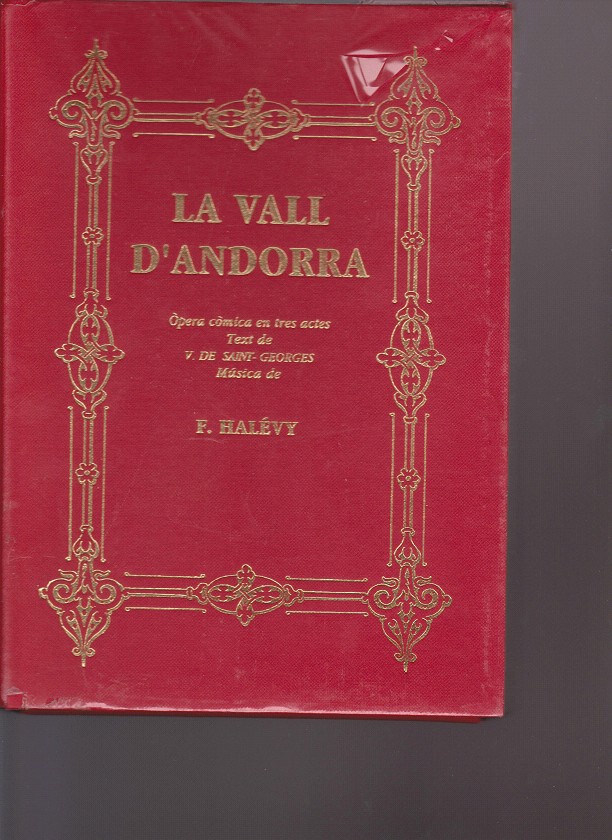 LA VALL
D'ANDORRA
Òpera còmica en tres actes
Text de
V. DE SAINT-GEORGES
Música de
F. HALÉVY